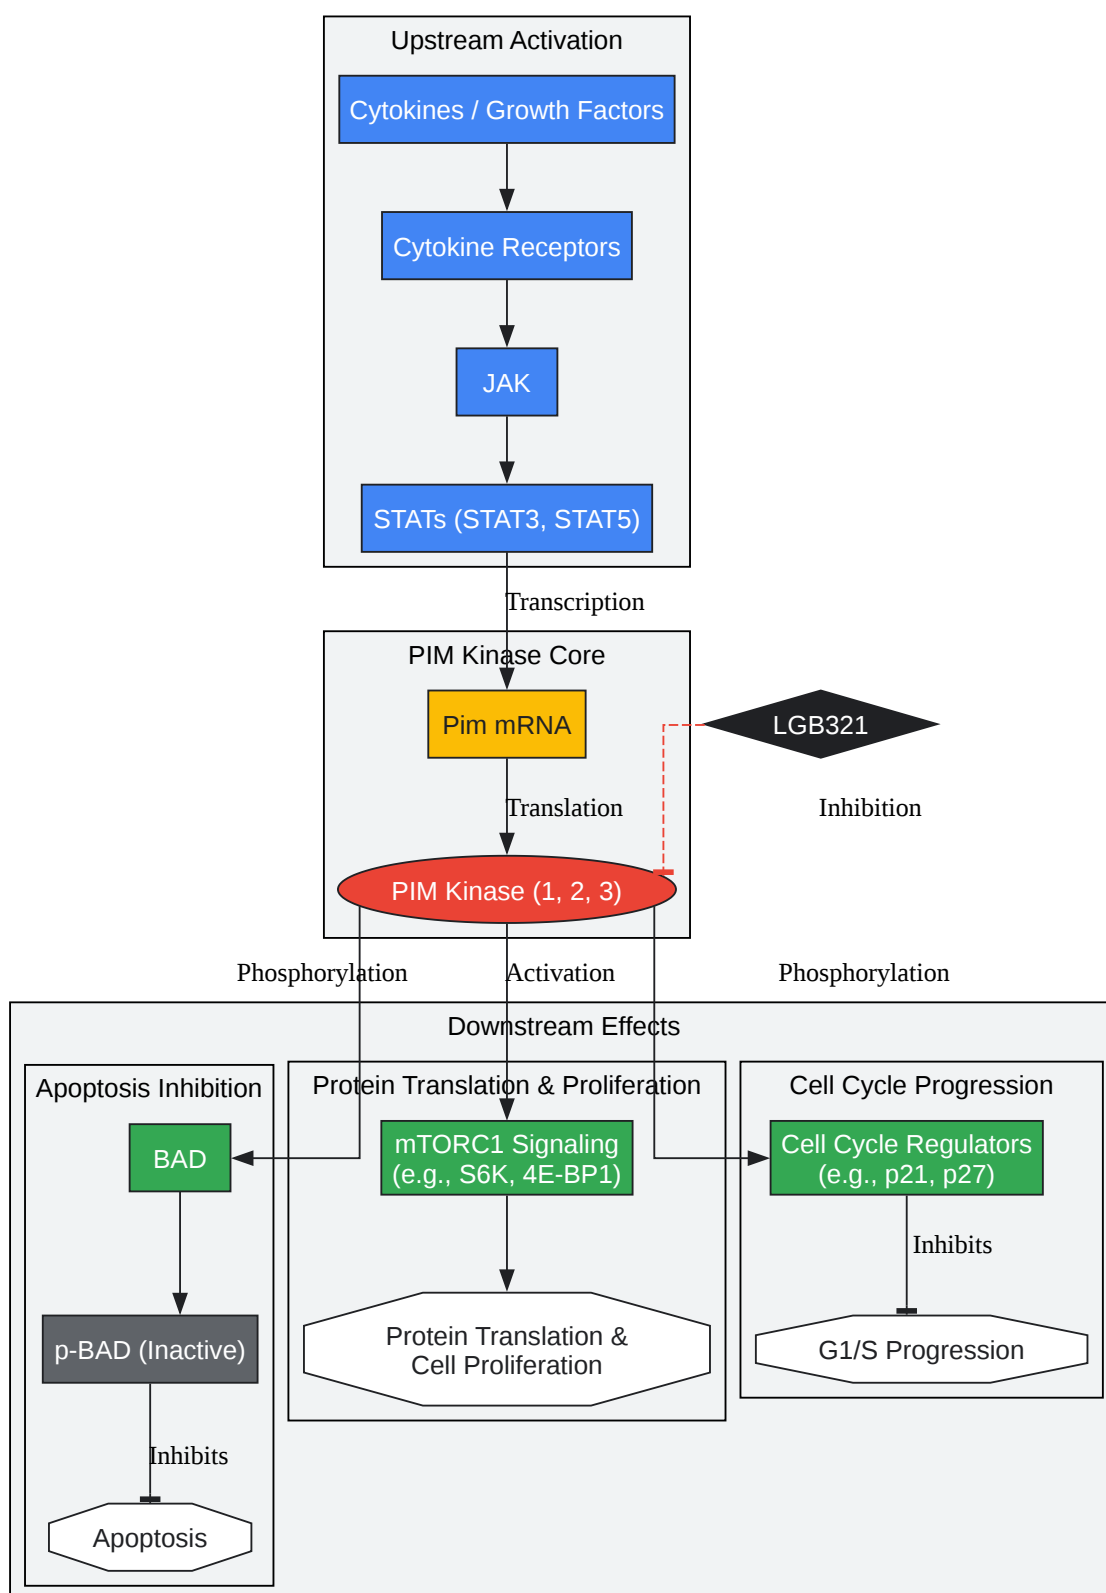 Upstream Activation
Cytokines / Growth Factors
Cytokine Receptors
JAK
STATs (STAT3, STAT5)
Transcription
PIM Kinase Core
Pim mRNA
LGB321
Translation
Inhibition
PIM Kinase (1, 2, 3)
Phosphorylation
Activation
Phosphorylation
Downstream Effects
Apoptosis Inhibition
Protein Translation & Proliferation
Cell Cycle Progression
BAD
mTORC1 Signaling
(e.g., S6K, 4E-BP1)
Cell Cycle Regulators
(e.g., p21, p27)
Inhibits
p-BAD (Inactive)
Protein Translation &
Cell Proliferation
G1/S Progression
Inhibits
Apoptosis